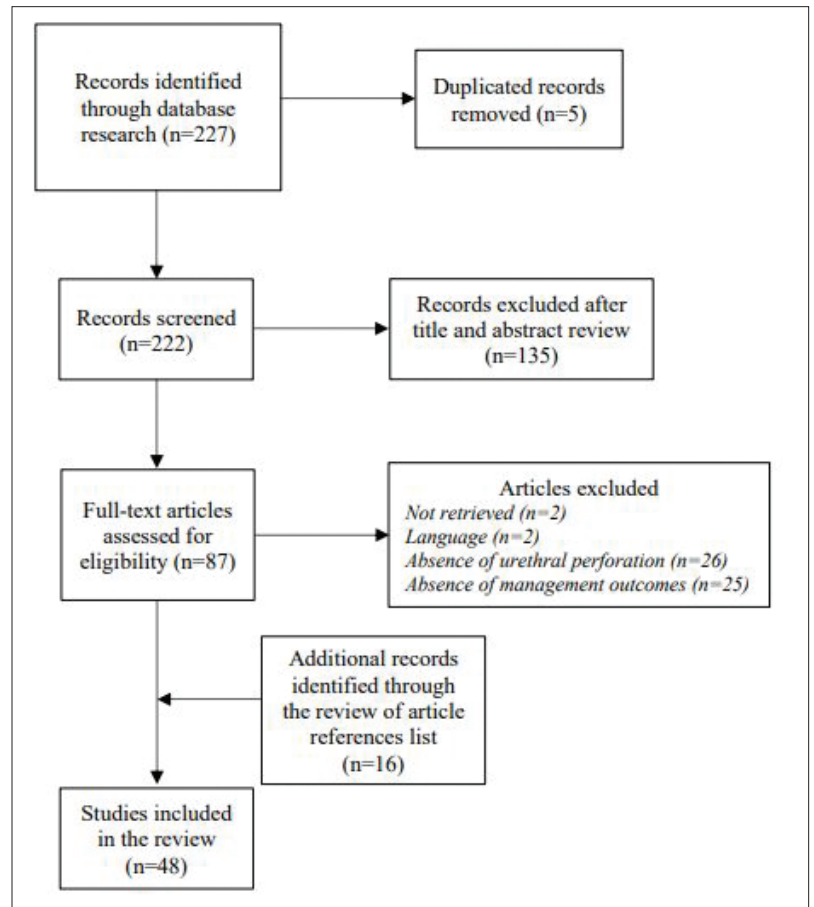 Records identified
through database
research (n=227)
Duplicated records
removed (n=5)
Records screened
(n=222)
Records excluded after
title and abstract review
(n=135)
Full-text articles
assessed for
eligibility (n=87)
Articles excluded
Not retrieved (n=2)
Language (n=2)
Absence of urethral perforation (n=26)
Absence of management outcomes (n=25)
Additional records
identified through
the review of article
references list
(n=16)
Studies included
in the review
(n=48)